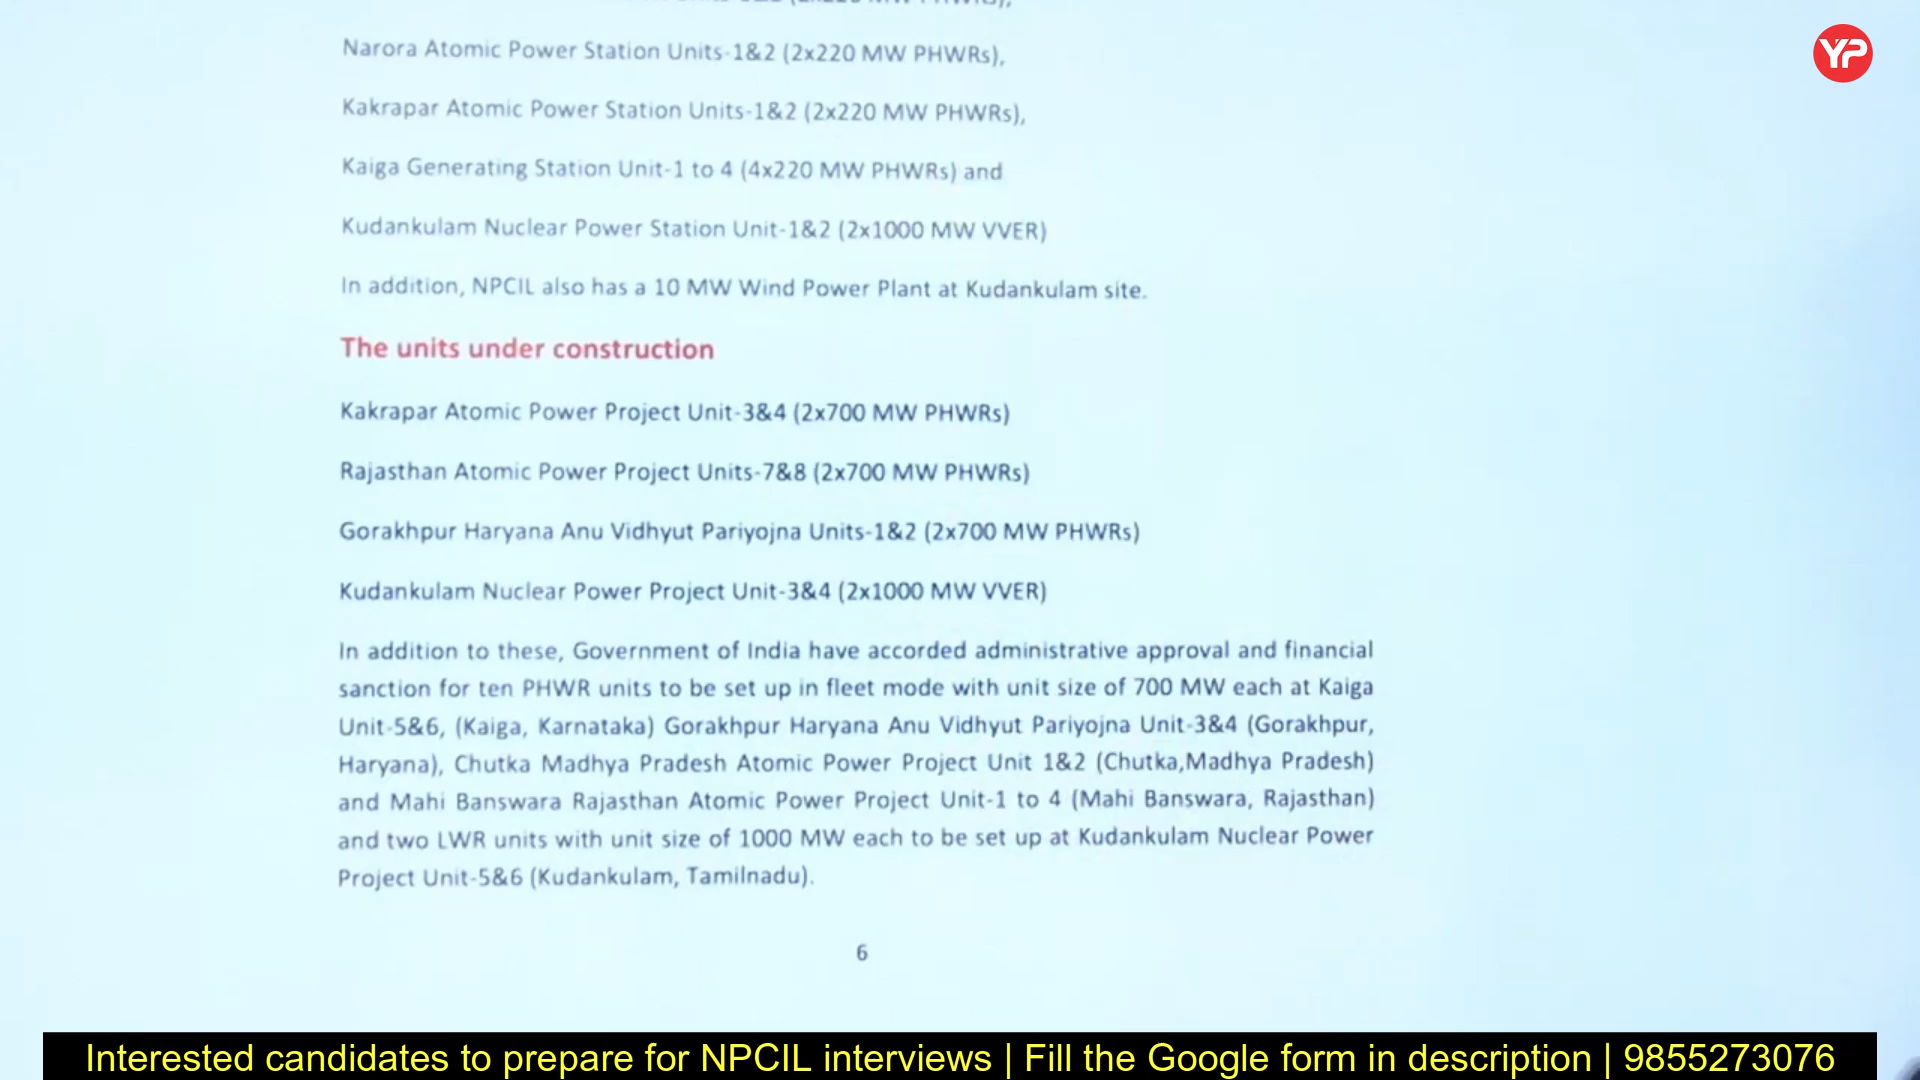 Narora Atomic Power Station Units-1&2 (2x220 MW PHWRs),
YP
Kakrapar Atomic Power Station Units-1&2 (2x220 MW PHWRs),
Kaiga Generating Station Unit-1 to 4 (4x220 MW PHWRs) and
Kudankulam Nuclear Power Station Unit-1&2 (2x1000 MW VVER)
In addition, NPCIL also has a 10 MW Wind Power Plant at Kudankulam site.
The units under construction
Kakrapar Atomic Power Project Unit-3&4 (2x700 MW PHWRs)
Rajasthan Atomic Power Project Units-7&8 (2x700 MW PHWRs)
Gorakhpur Haryana Anu Vidhyut Pariyojna Units-1&2 (2x700 MW PHWRs)
Kudankulam Nuclear Power Project Unit-3&4 (2x1000 MW VVER)
In addition to these, Government of India have accorded administrative approval and financial
sanction for ten PHWR units to be set up in fleet mode with unit size of 700 MW each at Kaiga
Unit-5&6, (Kaiga, Karnataka) Gorakhpur Haryana Anu Vidhyut Pariyojna Unit-3&4 (Gorakhpur,
Haryana), Chutka Madhya Pradesh Atomic Power Project Unit 1&2 (Chutka,Madhya Pradesh)
and Mahi Banswara Rajasthan Atomic Power Project Unit-1 to 4 (Mahi Banswara, Rajasthan)
and two LWR units with unit size of 1000 MW each to be set up at Kudankulam Nuclear Power
Project Unit-5&6 (Kudankulam, Tamilnadu).
6
Interested candidates to prepare for NPCIL interviews | Fill the Google form in description | 9855273076